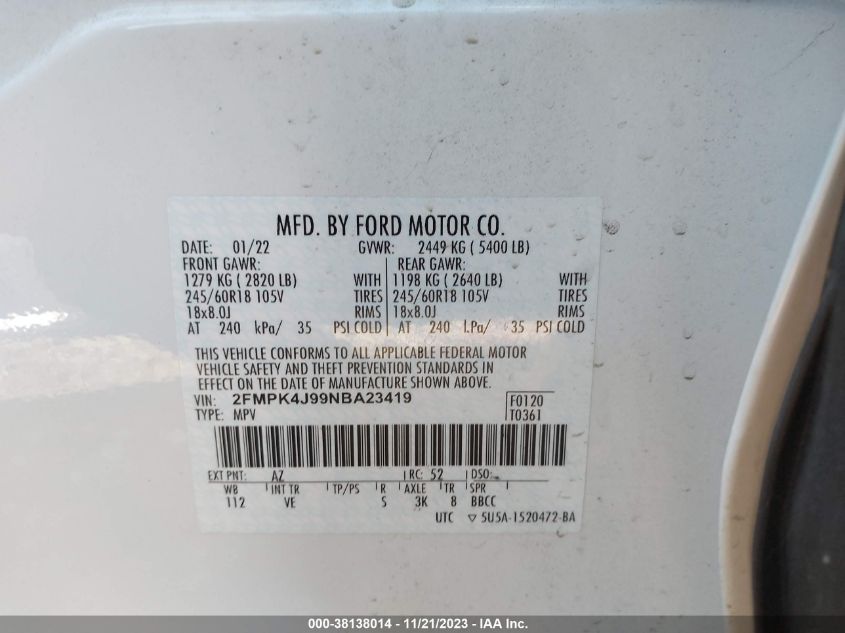 MFD. BY FORD MOTOR CO.
DATE: 01/22 GVWR: 2449 KG ( 5400 LB)
FRONT GAWR: REAR GAWR:
1279 KG ( 2820 LB) WITH 1198 KG ( 2640 LB) WITH
245/60R18 105V TIRES 245/60R18 105V TIRES
18x8.0J RIMS 18x8.0J RIMS
AT 240 kPa/ 35 PSI COLD AT 240 kPa/ 35 PSI COLD
THIS VEHICLE CONFORMS TO ALL APPLICABLE FEDERAL MOTOR
VEHICLE SAFETY AND THEFT PREVENTION STANDARDS IN
EFFECT ON THE DATE OF MANUFACTURE SHOWN ABOVE.
VIN: 2FMPK4J99NBA23419 F0120
TYPE: MPV T0361
EXT PNT: AZ RC: 52 DSO:
WB INT TR TP/PS R AXLE TR SPR
112 VE S 3K 8 BBCC
UTC ▽ 5U5A-1520472-BA
000-38138014 - 11/21/2023 - IAA Inc.